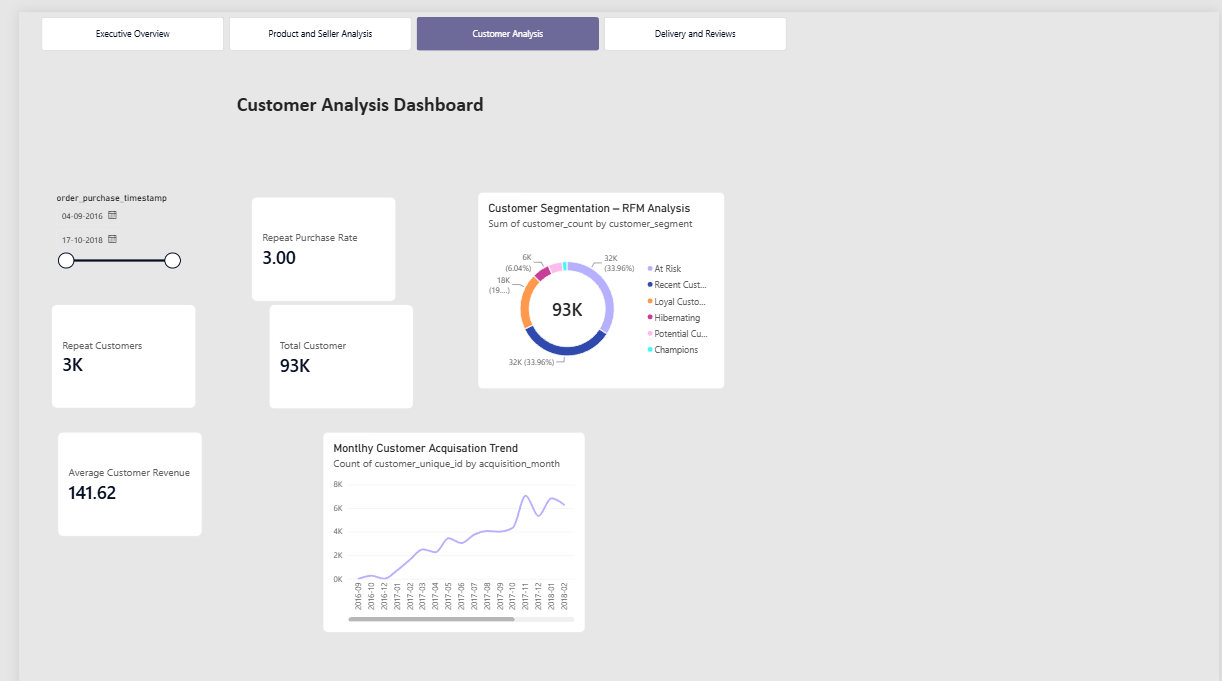 Executive Overview
Product and Seller Analysis
Customer Analysis
Delivery and Reviews
Customer Analysis Dashboard
order_purchase_timestamp
04-09-2016
17-10-2018
Repeat Purchase Rate
3.00
Repeat Customers
3K
Total Customer
93K
Average Customer Revenue
141.62
Customer Segmentation – RFM Analysis
Sum of customer_count by customer_segment
6K
(6.04%)
18K
(19....)
32K
(33.96%)
93K
32K (33.96%)
At Risk
Recent Cust...
Loyal Custo...
Hibernating
Potential Cu...
Champions
Montlhy Customer Acquisation Trend
Count of customer_unique_id by acquisition_month
8K
6K
4K
2K
0K
2016-09
2016-10
2016-12
2017-01
2017-02
2017-03
2017-04
2017-05
2017-06
2017-07
2017-08
2017-09
2017-10
2017-11
2017-12
2018-01
2018-02